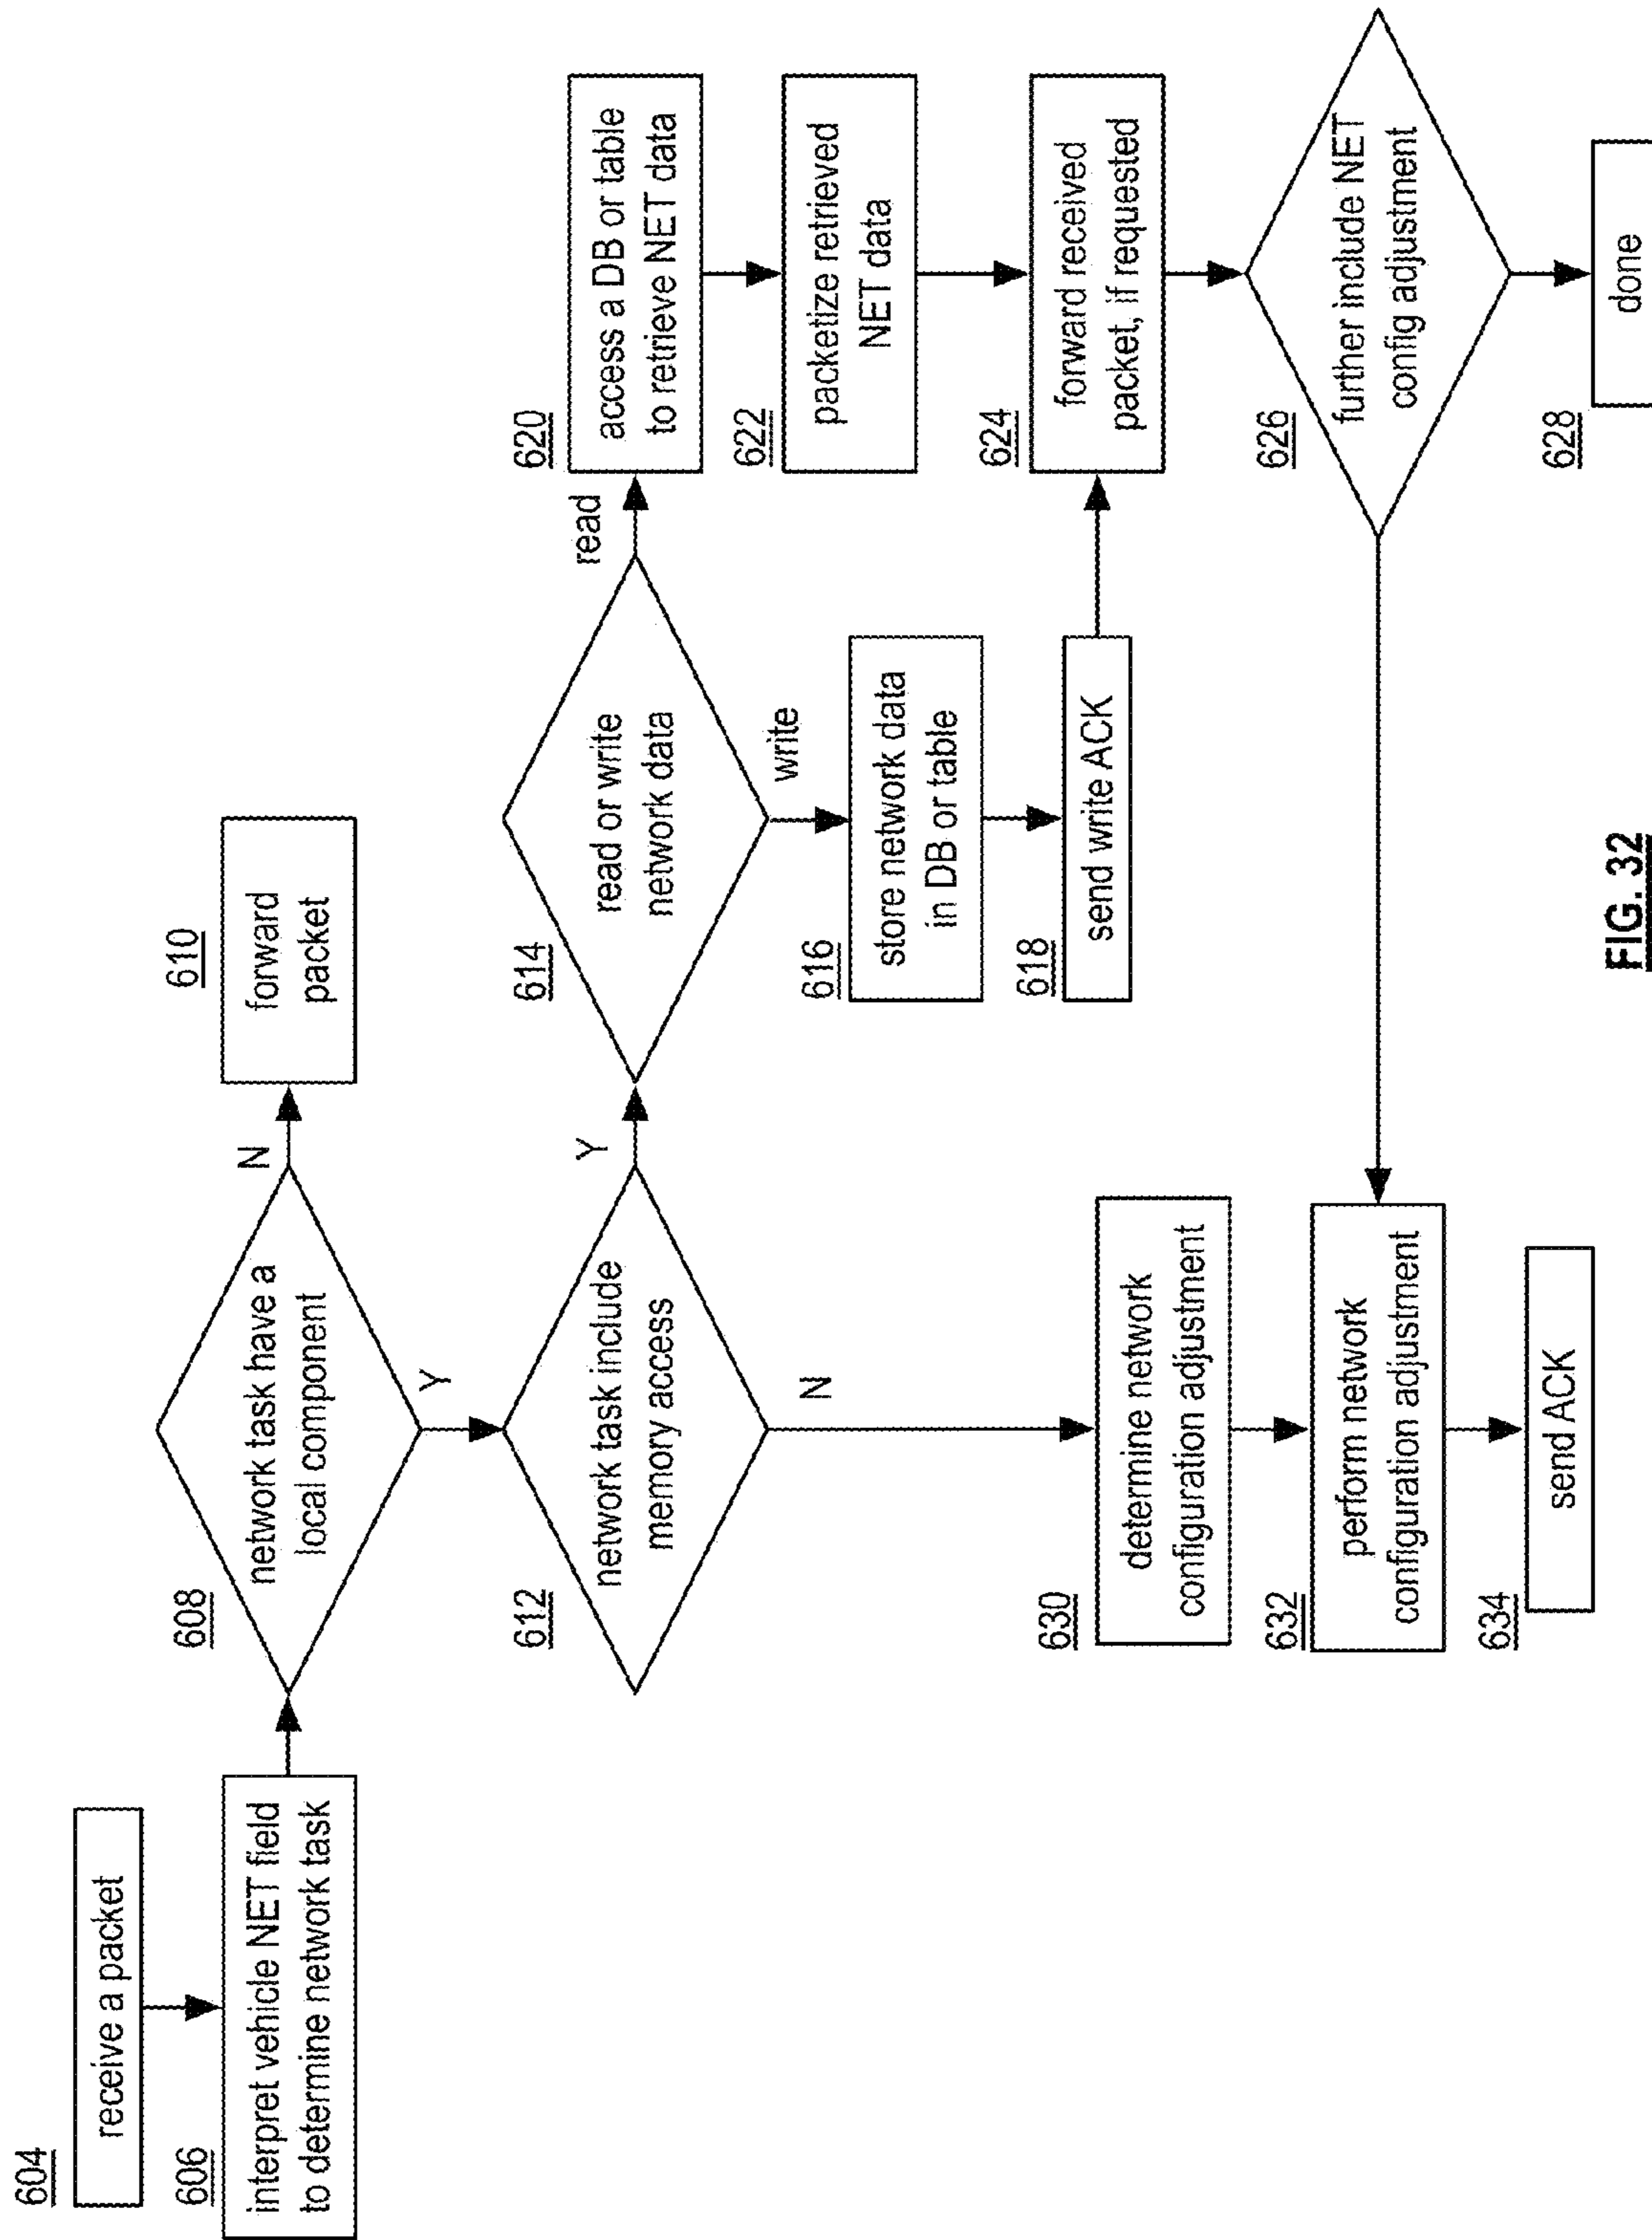 604
receive a packet
606
interpret vehicle NET field
to determine network task
608
network task have a
local component
N
610
forward
packet
Y
612
network task include
memory access
Y
614
read or write
network data
read
write
616
store network data
in DB or table
618
send write ACK
620
access a DB or table
to retrieve NET data
622
packetize retrieved
NET data
624
forward received
packet, if requested
626
further include NET
config adjustment
628
done
N
630
determine network
configuration adjustment
632
perform network
configuration adjustment
634
send ACK
FIG. 32